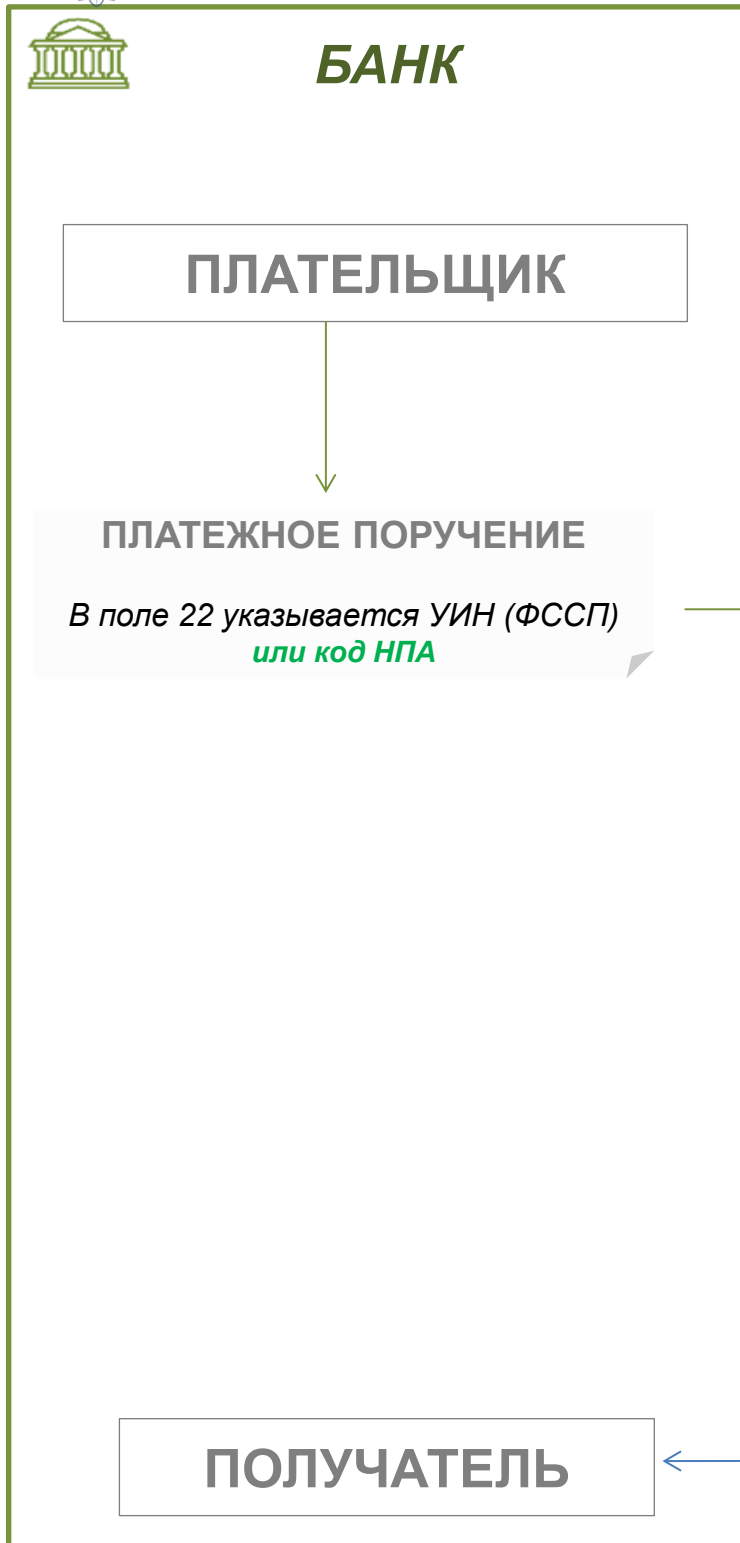 БАНК
ПЛАТЕЛЬЩИК
ПЛАТЕЖНОЕ ПОРУЧЕНИЕ
В поле 22 указывается УИН (ФССП)
или код НПА
ПОЛУЧАТЕЛЬ